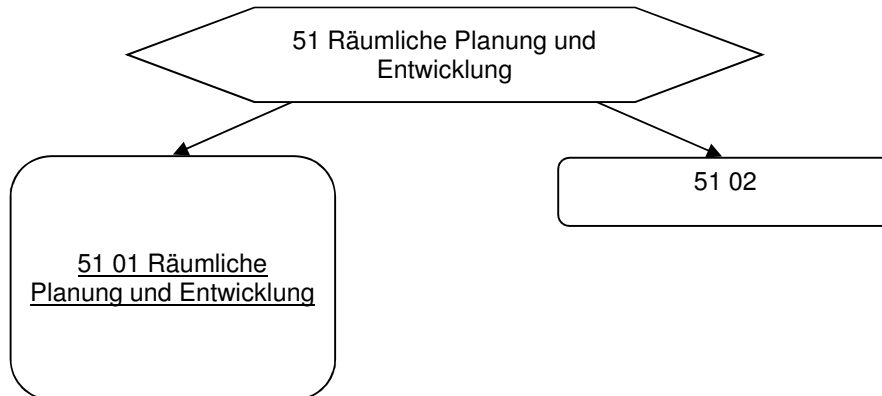 51 Räumliche Planung und
Entwicklung
51 02
51 01 Räumliche
Planung und Entwicklung